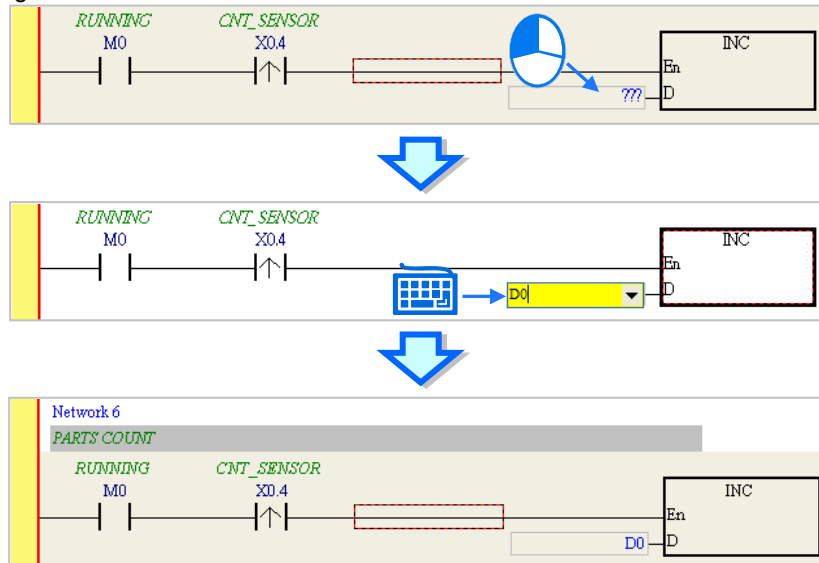 RUNNING CNT_SENSOR
M0 X0.4 INC
En
??? D
RUNNING CNT_SENSOR
M0 X0.4 INC
En
D0 D
Network 6
PARTS COUNT
RUNNING CNT_SENSOR
M0 X0.4 INC
En
D0 D